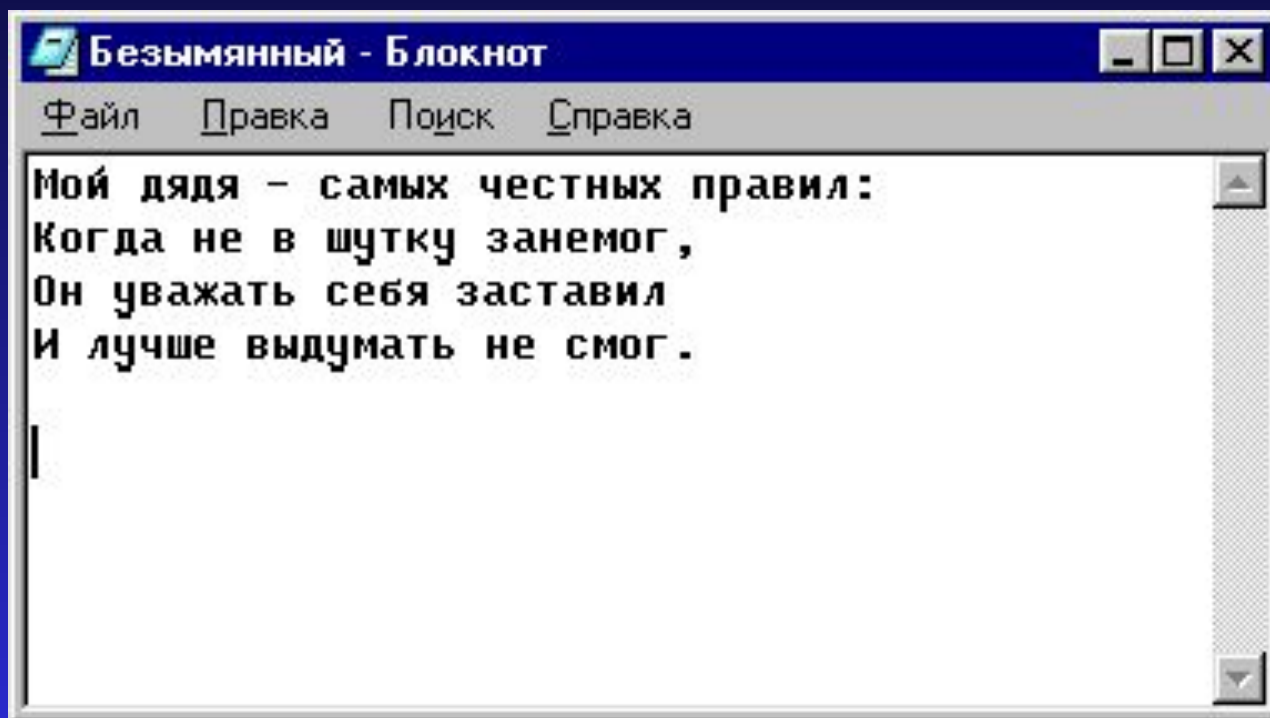 Безымянный - Блокнот
Файл Правка Поиск Справка
Мой дядя - самых честных правил:
Когда не в шутку занемог,
Он уважать себя заставил
И лучше выдумать не смог.